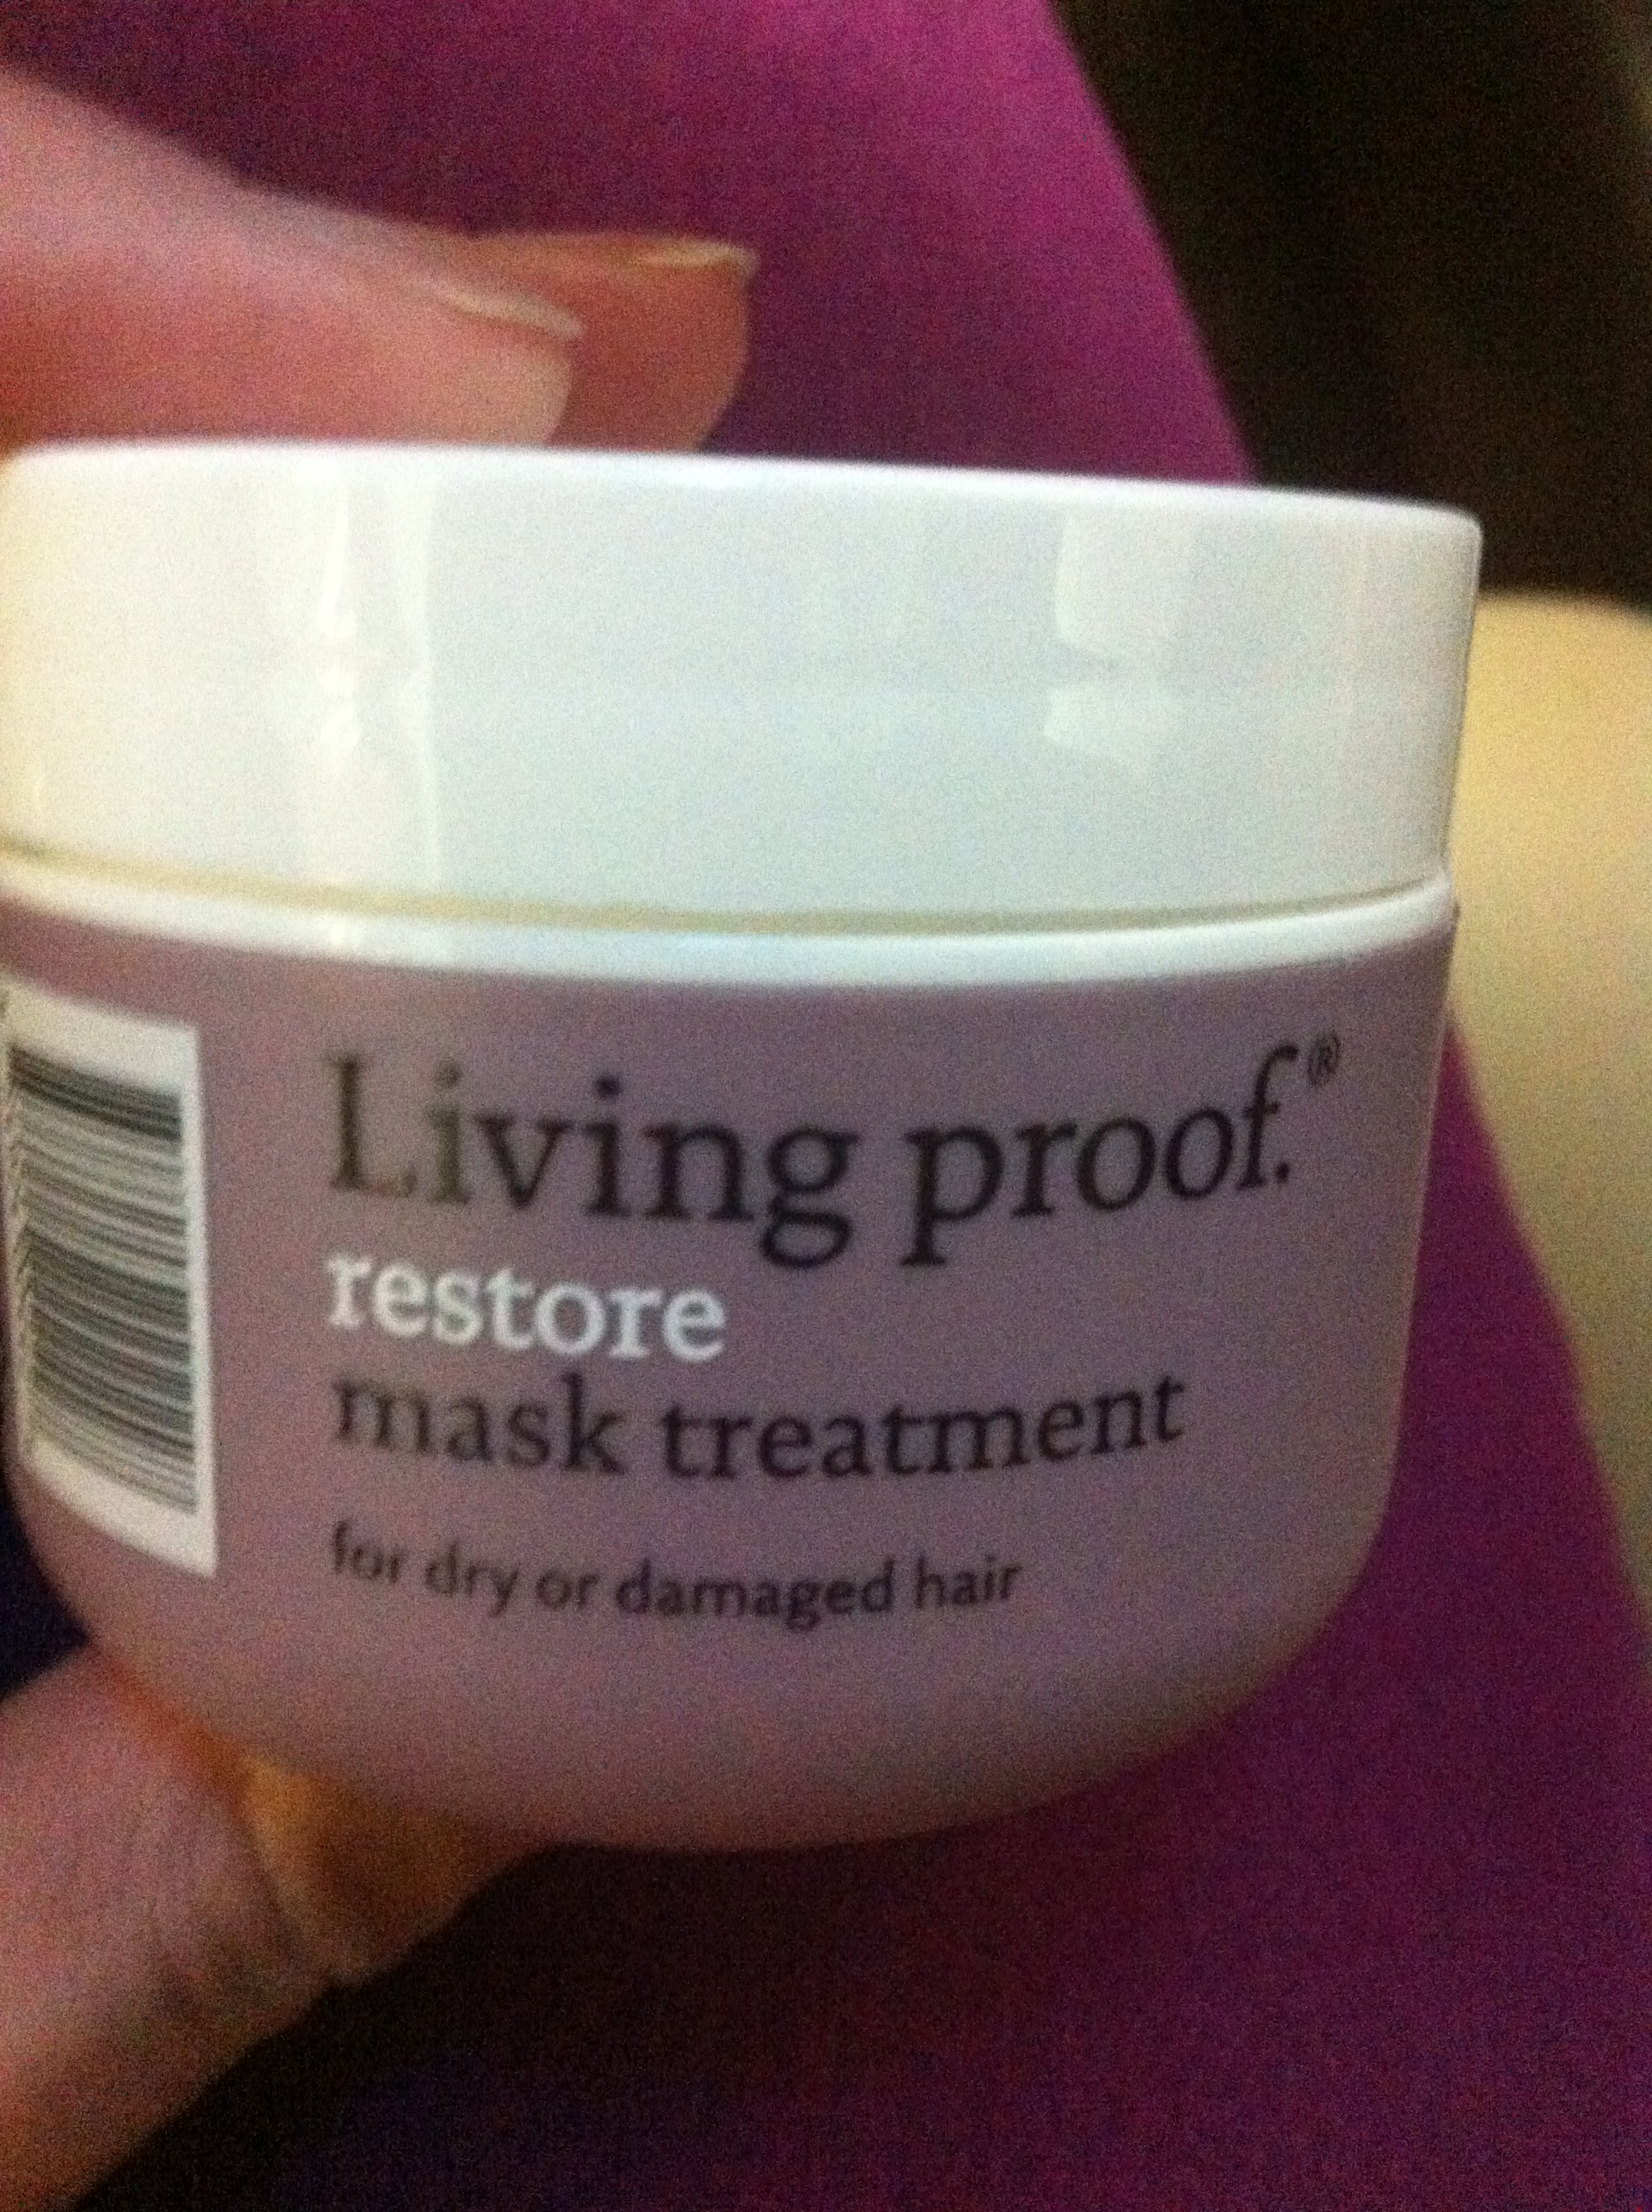 Living proof.®
restore
mask treatment
for dry or damaged hair